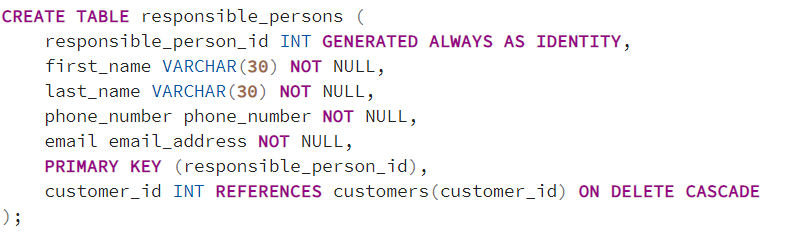 CREATE TABLE responsible_persons (
    responsible_person_id INT GENERATED ALWAYS AS IDENTITY,
    first_name VARCHAR(30) NOT NULL,
    last_name VARCHAR(30) NOT NULL,
    phone_number phone_number NOT NULL,
    email email_address NOT NULL,
    PRIMARY KEY (responsible_person_id),
    customer_id INT REFERENCES customers(customer_id) ON DELETE CASCADE
);